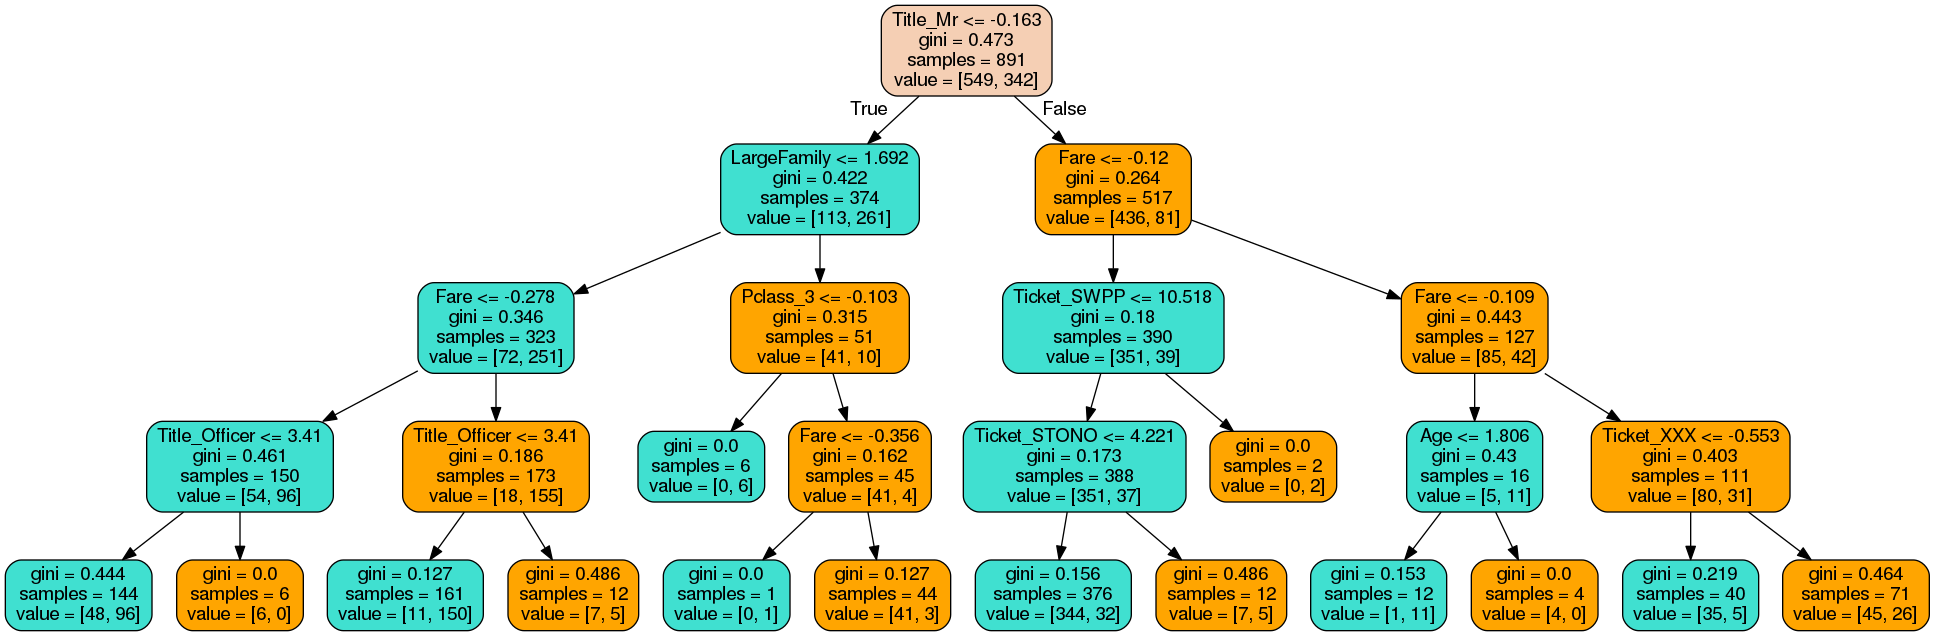 Title_Mr <= -0.163
gini = 0.473
samples = 891
value = [549, 342]
True
False
LargeFamily <= 1.692
gini = 0.422
samples = 374
value = [113, 261]
Fare <= -0.12
gini = 0.264
samples = 517
value = [436, 81]
Fare <= -0.278
gini = 0.346
samples = 323
value = [72, 251]
Pclass_3 <= -0.103
gini = 0.315
samples = 51
value = [41, 10]
Ticket_SWPP <= 10.518
gini = 0.18
samples = 390
value = [351, 39]
Fare <= -0.109
gini = 0.443
samples = 127
value = [85, 42]
Title_Officer <= 3.41
gini = 0.461
samples = 150
value = [54, 96]
Title_Officer <= 3.41
gini = 0.186
samples = 173
value = [18, 155]
gini = 0.0
samples = 6
value = [0, 6]
Fare <= -0.356
gini = 0.162
samples = 45
value = [41, 4]
Ticket_STONO <= 4.221
gini = 0.173
samples = 388
value = [351, 37]
gini = 0.0
samples = 2
value = [0, 2]
Age <= 1.806
gini = 0.43
samples = 16
value = [5, 11]
Ticket_XXX <= -0.553
gini = 0.403
samples = 111
value = [80, 31]
gini = 0.444
samples = 144
value = [48, 96]
gini = 0.0
samples = 6
value = [6, 0]
gini = 0.127
samples = 161
value = [11, 150]
gini = 0.486
samples = 12
value = [7, 5]
gini = 0.0
samples = 1
value = [0, 1]
gini = 0.127
samples = 44
value = [41, 3]
gini = 0.156
samples = 376
value = [344, 32]
gini = 0.486
samples = 12
value = [7, 5]
gini = 0.153
samples = 12
value = [1, 11]
gini = 0.0
samples = 4
value = [4, 0]
gini = 0.219
samples = 40
value = [35, 5]
gini = 0.464
samples = 71
value = [45, 26]